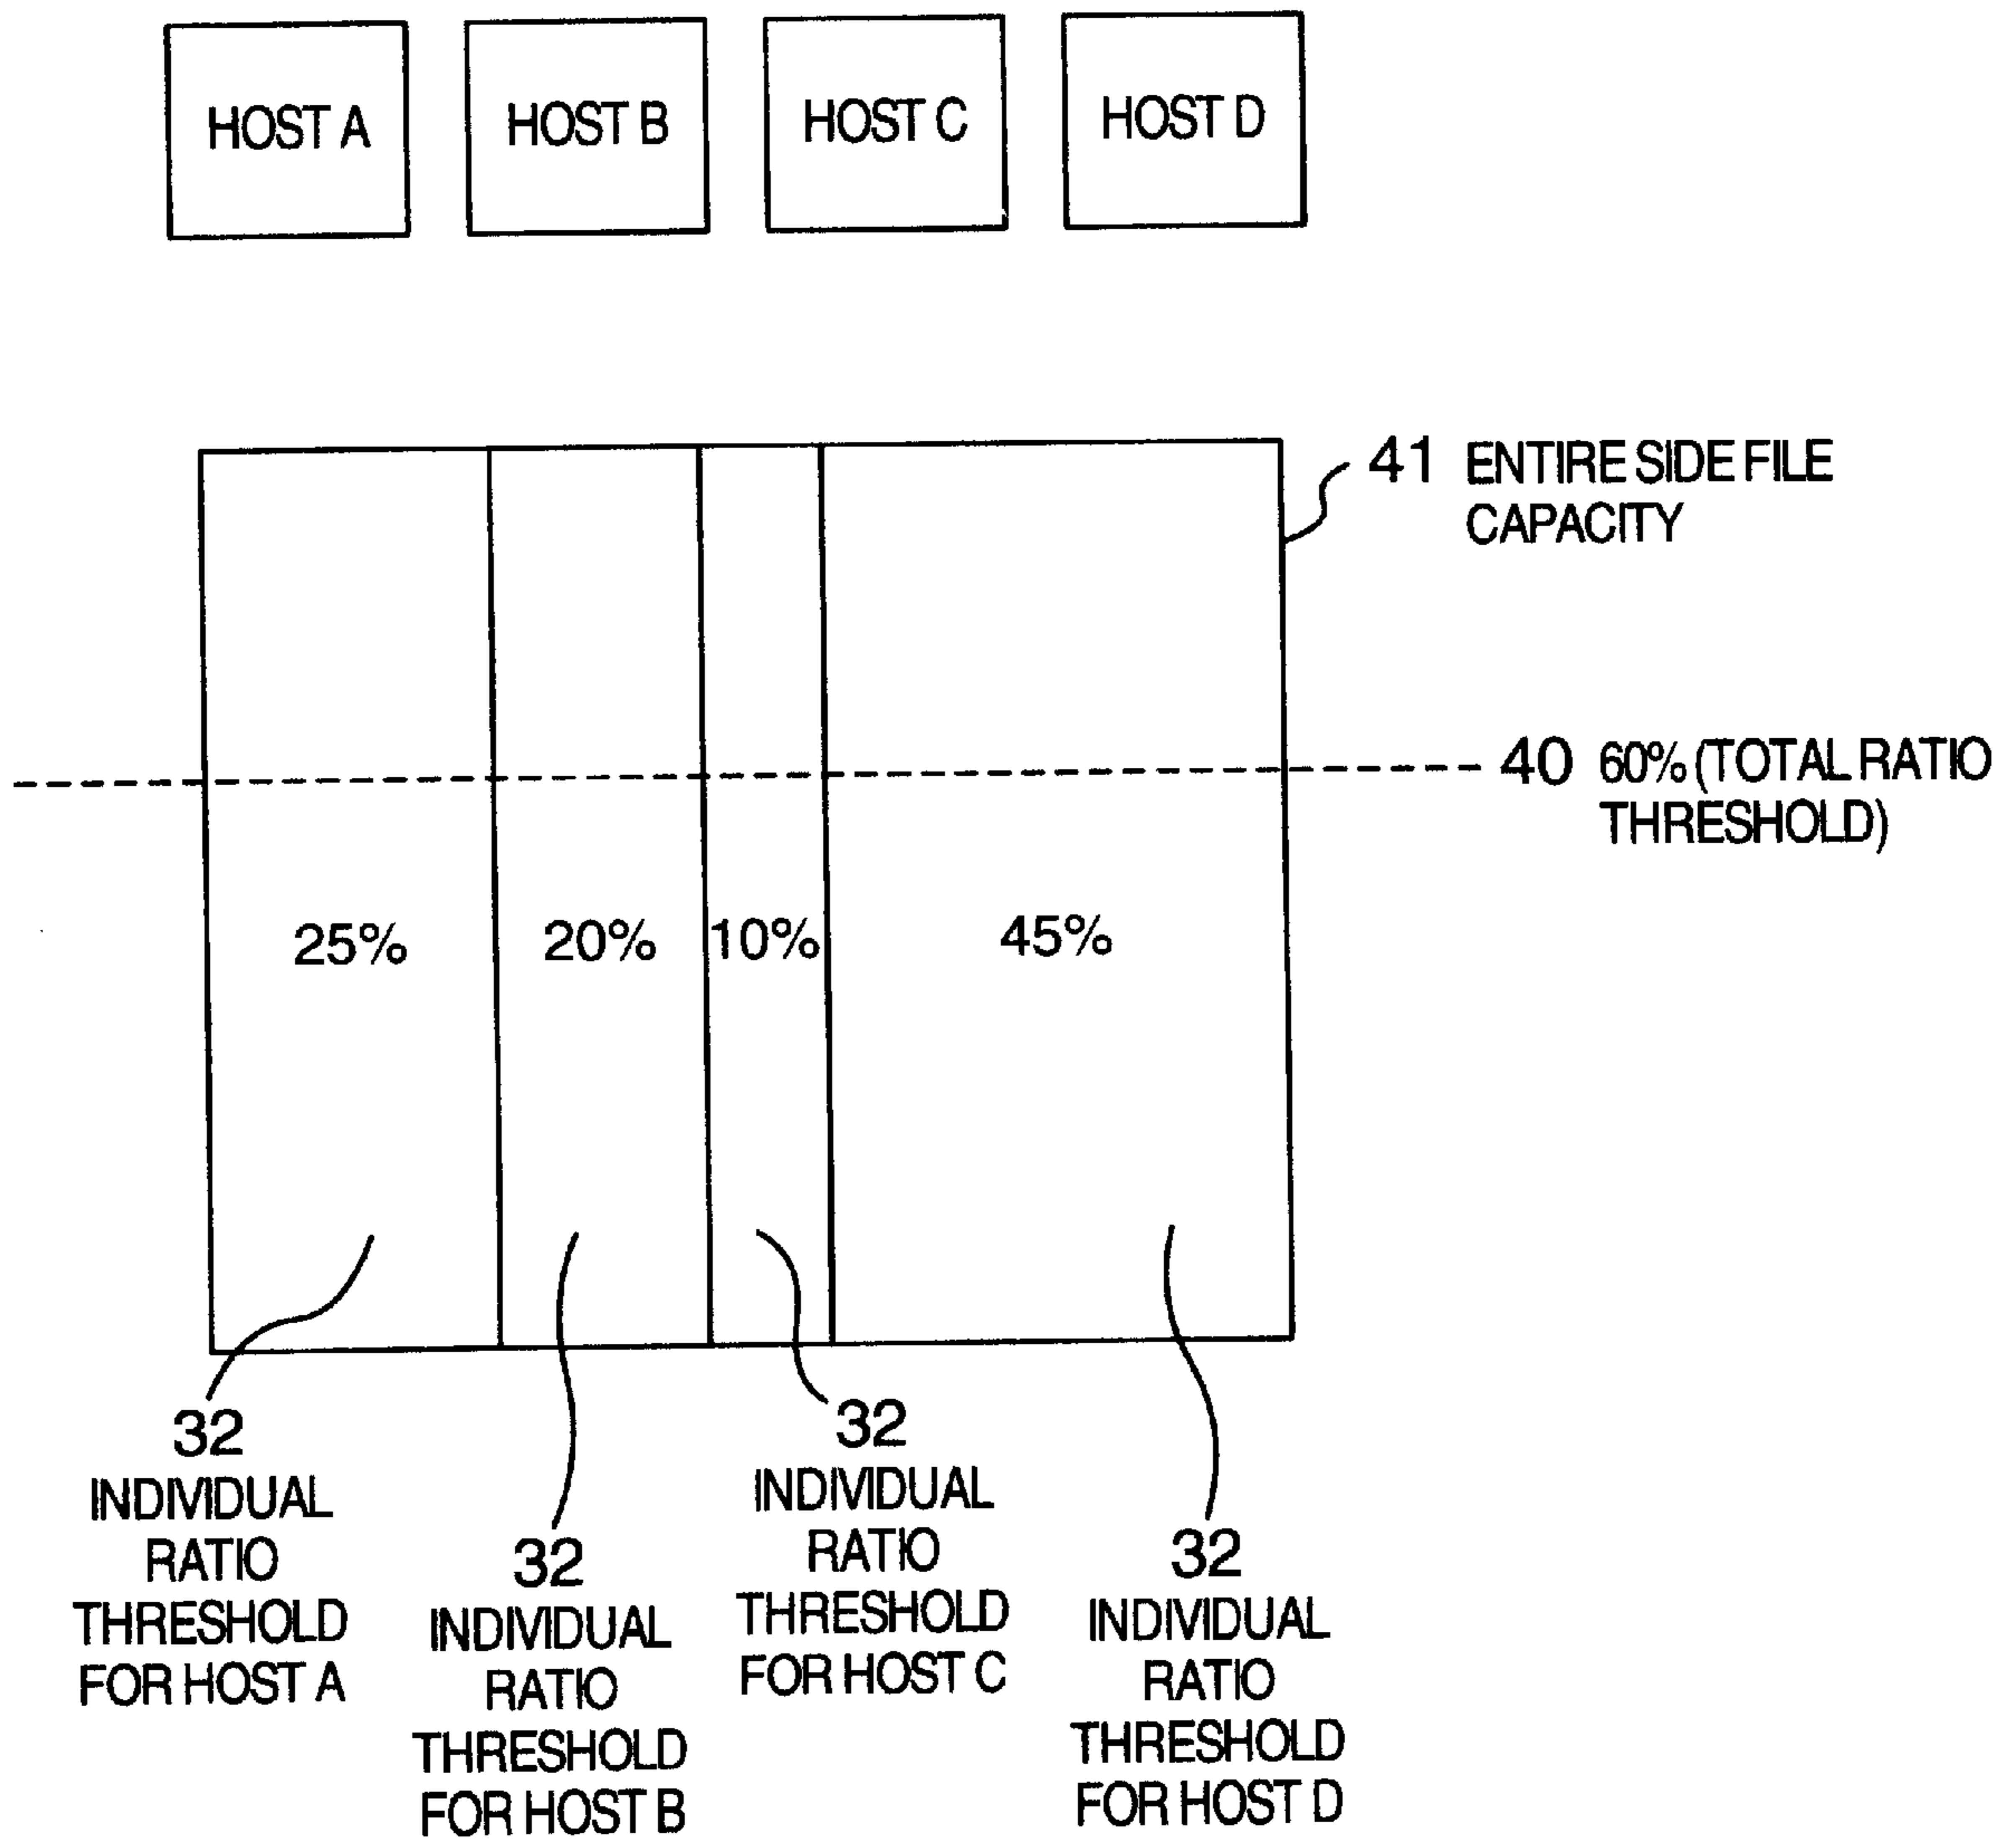 HOST A
HOST B
HOST C
HOST D
41 ENTIRE SIDE FILE
CAPACITY
40 60% (TOTAL RATIO
THRESHOLD)
25%
20%
10%
45%
32
INDIVIDUAL
RATIO
THRESHOLD
FOR HOST A
32
INDIVIDUAL
RATIO
THRESHOLD
FOR HOST B
32
INDIVIDUAL
RATIO
THRESHOLD
FOR HOST C
32
INDIVIDUAL
RATIO
THRESHOLD
FOR HOST D